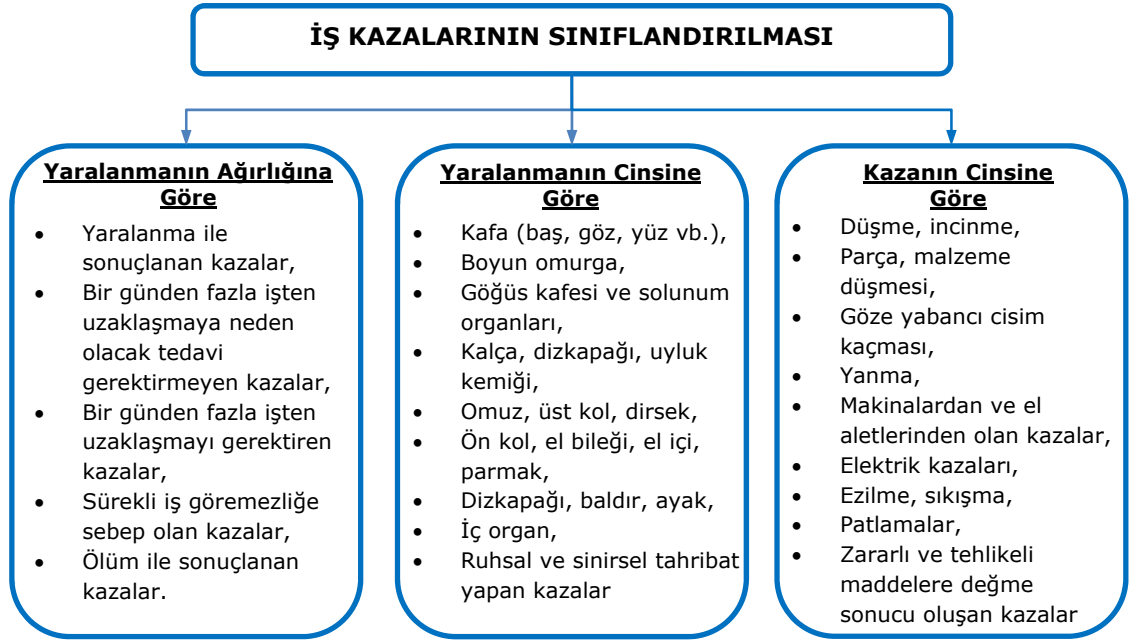 İŞ KAZALARININ SINIFLANDIRILMASI
Yaralanmanın Ağırlığına
Göre
• Yaralanma ile
sonuçlanan kazalar,
• Bir günden fazla işten
uzaklaşmaya neden
olacak tedavi
gerektirmeyen kazalar,
• Bir günden fazla işten
uzaklaşmayı gerektiren
kazalar,
• Sürekli iş göremezliğe
sebep olan kazalar,
• Ölüm ile sonuçlanan
kazalar.
Yaralanmanın Cinsine
Göre
• Kafa (baş, göz, yüz vb.),
• Boyun omurga,
• Göğüs kafesi ve solunum
organları,
• Kalça, dizkapağı, uyluk
kemiği,
• Omuz, üst kol, dirsek,
• Ön kol, el bileği, el içi,
parmak,
• Dizkapağı, baldır, ayak,
• İç organ,
• Ruhsal ve sinirsel tahribat
yapan kazalar
Kazanın Cinsine
Göre
• Düşme, incinme,
• Parça, malzeme
düşmesi,
• Göze yabancı cisim
kaçması,
• Yanma,
• Makinalardan ve el
aletlerinden olan kazalar,
• Elektrik kazaları,
• Ezilme, sıkışma,
• Patlamalar,
• Zararlı ve tehlikeli
maddelere değme
sonucu oluşan kazalar